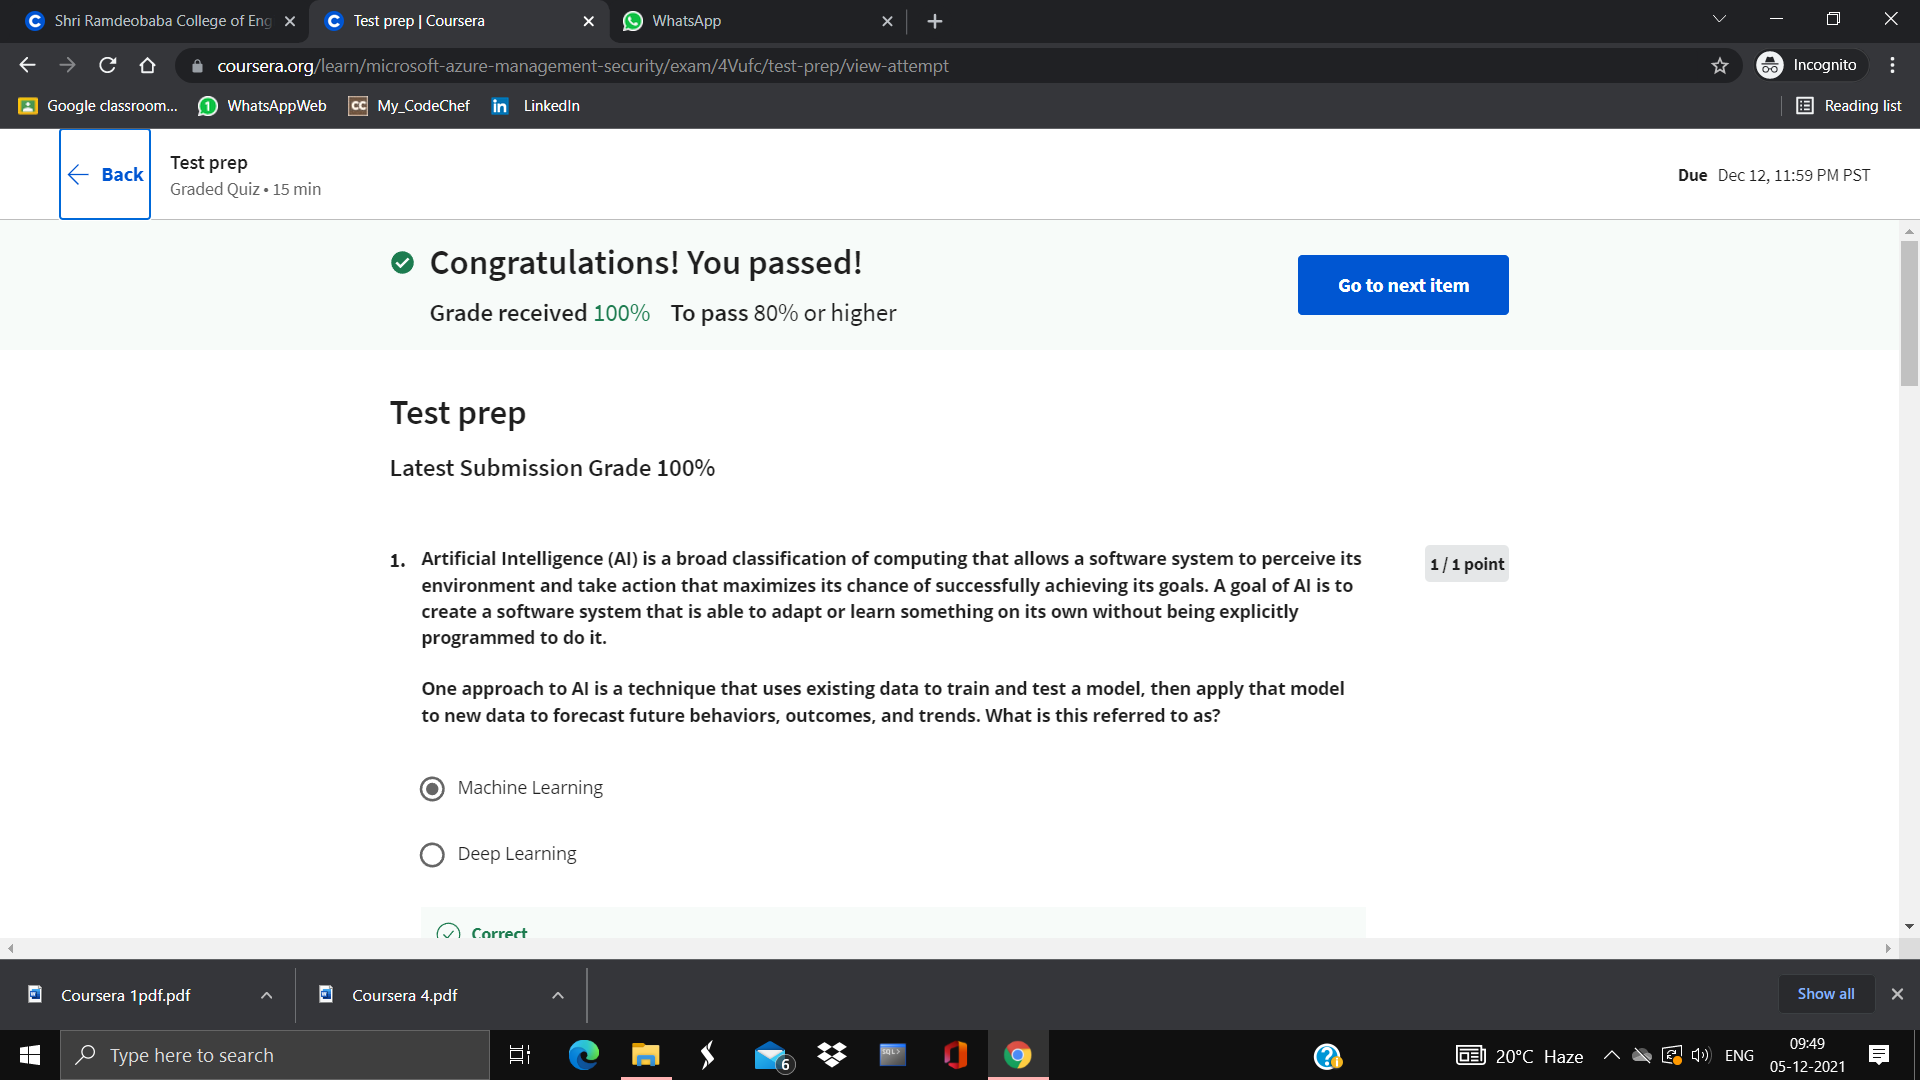 Shri Ramdeobaba College of Eng
Test prep | Coursera
WhatsApp
coursera.org/learn/microsoft-azure-management-security/exam/4Vufc/test-prep/view-attempt
Incognito
Google classroom...
WhatsAppWeb
CC My_CodeChef
in LinkedIn
Reading list
Back
Test prep
Graded Quiz • 15 min
Due Dec 12, 11:59 PM PST
Congratulations! You passed!
Grade received 100% To pass 80% or higher
Go to next item
Test prep
Latest Submission Grade 100%
1. Artificial Intelligence (AI) is a broad classification of computing that allows a software system to perceive its
environment and take action that maximizes its chance of successfully achieving its goals. A goal of AI is to
create a software system that is able to adapt or learn something on its own without being explicitly
programmed to do it.
1 / 1 point
One approach to AI is a technique that uses existing data to train and test a model, then apply that model
to new data to forecast future behaviors, outcomes, and trends. What is this referred to as?
Machine Learning
Deep Learning
Correct
Coursera 1pdf.pdf
Coursera 4.pdf
Show all
Type here to search
6
SQL>
20°C Haze
ENG
09:49
05-12-2021